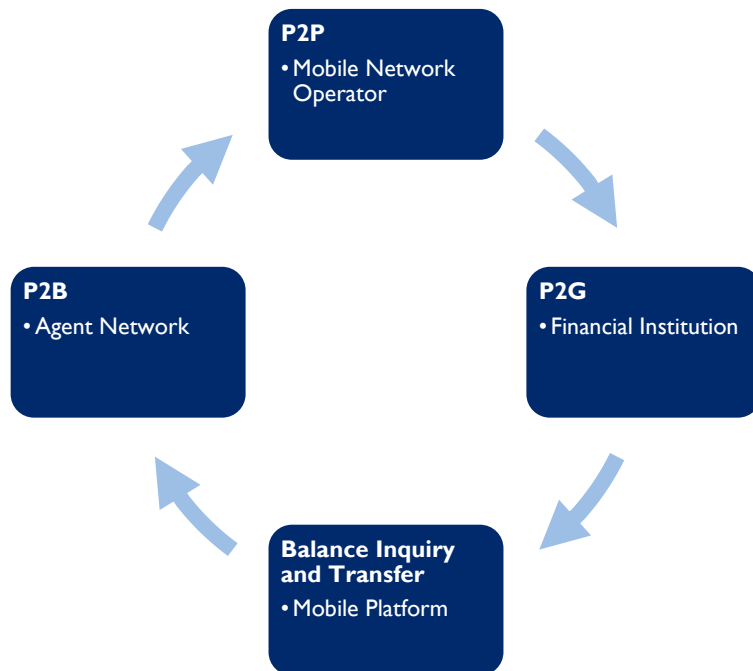 P2P
• Mobile Network
Operator
P2G
• Financial Institution
Balance Inquiry
and Transfer
• Mobile Platform
P2B
• Agent Network